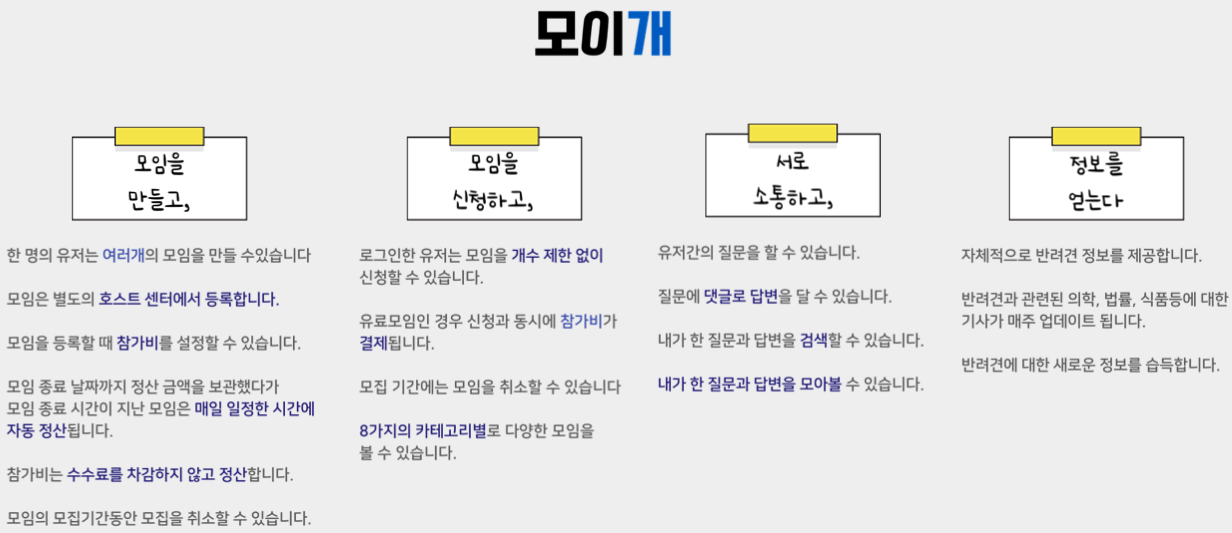 모이개
모임을
만들고,
한 명의 유저는 여러개의 모임을 만들 수있습니다
모임은 별도의 호스트 센터에서 등록합니다.
모임을 등록할 때 참가비를 설정할 수 있습니다.
모임 종료 날짜까지 정산 금액을 보관했다가
모임 종료 시간이 지난 모임은 매일 일정한 시간에
자동 정산됩니다.
참가비는 수수료를 차감하지 않고 정산합니다.
모임의 모집기간동안 모집을 취소할 수 있습니다.
모임을
신청하고,
로그인한 유저는 모임을 개수 제한 없이
신청할 수 있습니다.
유료모임인 경우 신청과 동시에 참가비가
결제됩니다.
모집 기간에는 모임을 취소할 수 있습니다
8가지의 카테고리별로 다양한 모임을
볼 수 있습니다.
서로
소통하고,
유저간의 질문을 할 수 있습니다.
질문에 댓글로 답변을 달 수 있습니다.
내가 한 질문과 답변을 검색할 수 있습니다.
내가 한 질문과 답변을 모아볼 수 있습니다.
정보를
얻는다
자체적으로 반려견 정보를 제공합니다.
반려견과 관련된 의학, 법률, 식품등에 대한
기사가 매주 업데이트 됩니다.
반려견에 대한 새로운 정보를 습득합니다.